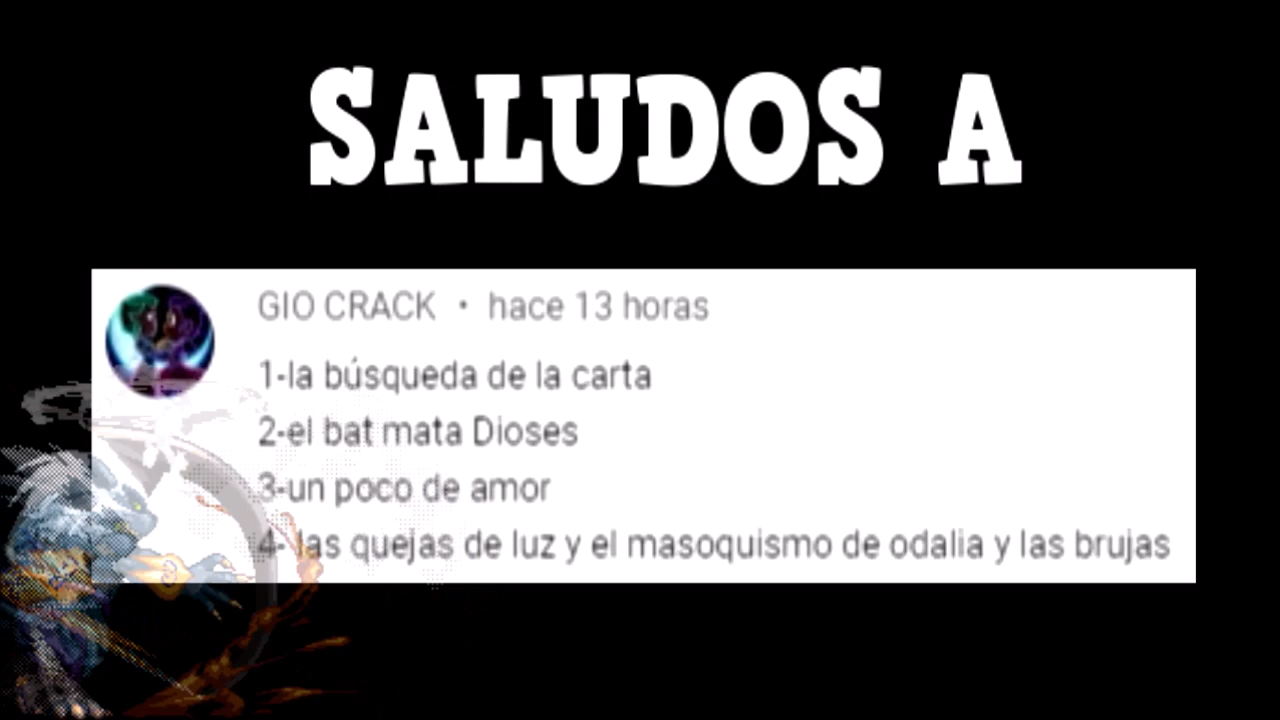 SALUDOS A
GIO CRACK • hace 13 horas
1-la búsqueda de la carta
2-el bat mata Dioses
3-un poco de amor
4- las quejas de luz y el masoquismo de odalia y las brujas